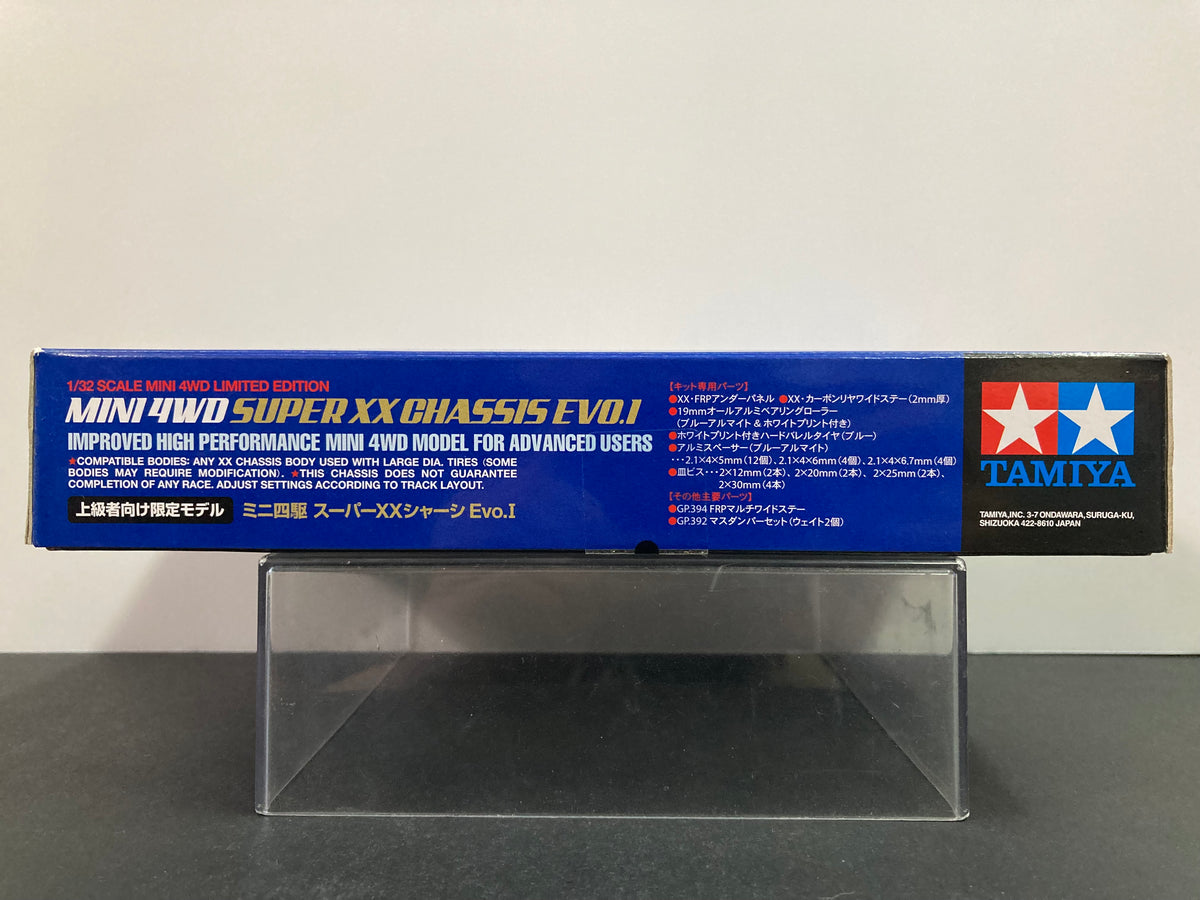 1/32 SCALE MINI 4WD LIMITED EDITION
MINI 4WD SUPER XX CHASSIS EVO.I
IMPROVED HIGH PERFORMANCE MINI 4WD MODEL FOR ADVANCED USERS
★COMPATIBLE BODIES: ANY XX CHASSIS BODY USED WITH LARGE DIA. TIRES (SOME
BODIES MAY REQUIRE MODIFICATION). ★THIS CHASSIS DOES NOT GUARANTEE
COMPLETION OF ANY RACE. ADJUST SETTINGS ACCORDING TO TRACK LAYOUT.
上級者向け限定モデル ミニ四駆 スーパーXXシャーシ Evo.I
【キット専用パーツ】
●XX・FRPアンダーパネル ●XX・カーボンリヤワイドステー(2mm厚)
●19mmオールアルミベアリングローラー
(ブルーアルマイト & ホワイトプリント付き)
●ホワイトプリント付きハードバレルタイヤ(ブルー)
●アルミスペーサー(ブルーアルマイト)
･･･2.1×4×5mm(12個)、2.1×4×6mm(4個)、2.1×4×6.7mm(4個)
●皿ビス･･･2×12mm(2本)、2×20mm(2本)、2×25mm(2本)、
2×30mm(4本)
【その他主要パーツ】
●GP.394 FRPマルチワイドステー
●GP.392 マスダンパーセット(ウェイト2個)
TAMIYA
TAMIYA,INC. 3-7 ONDAWARA,SURUGA-KU,
SHIZUOKA 422-8610 JAPAN